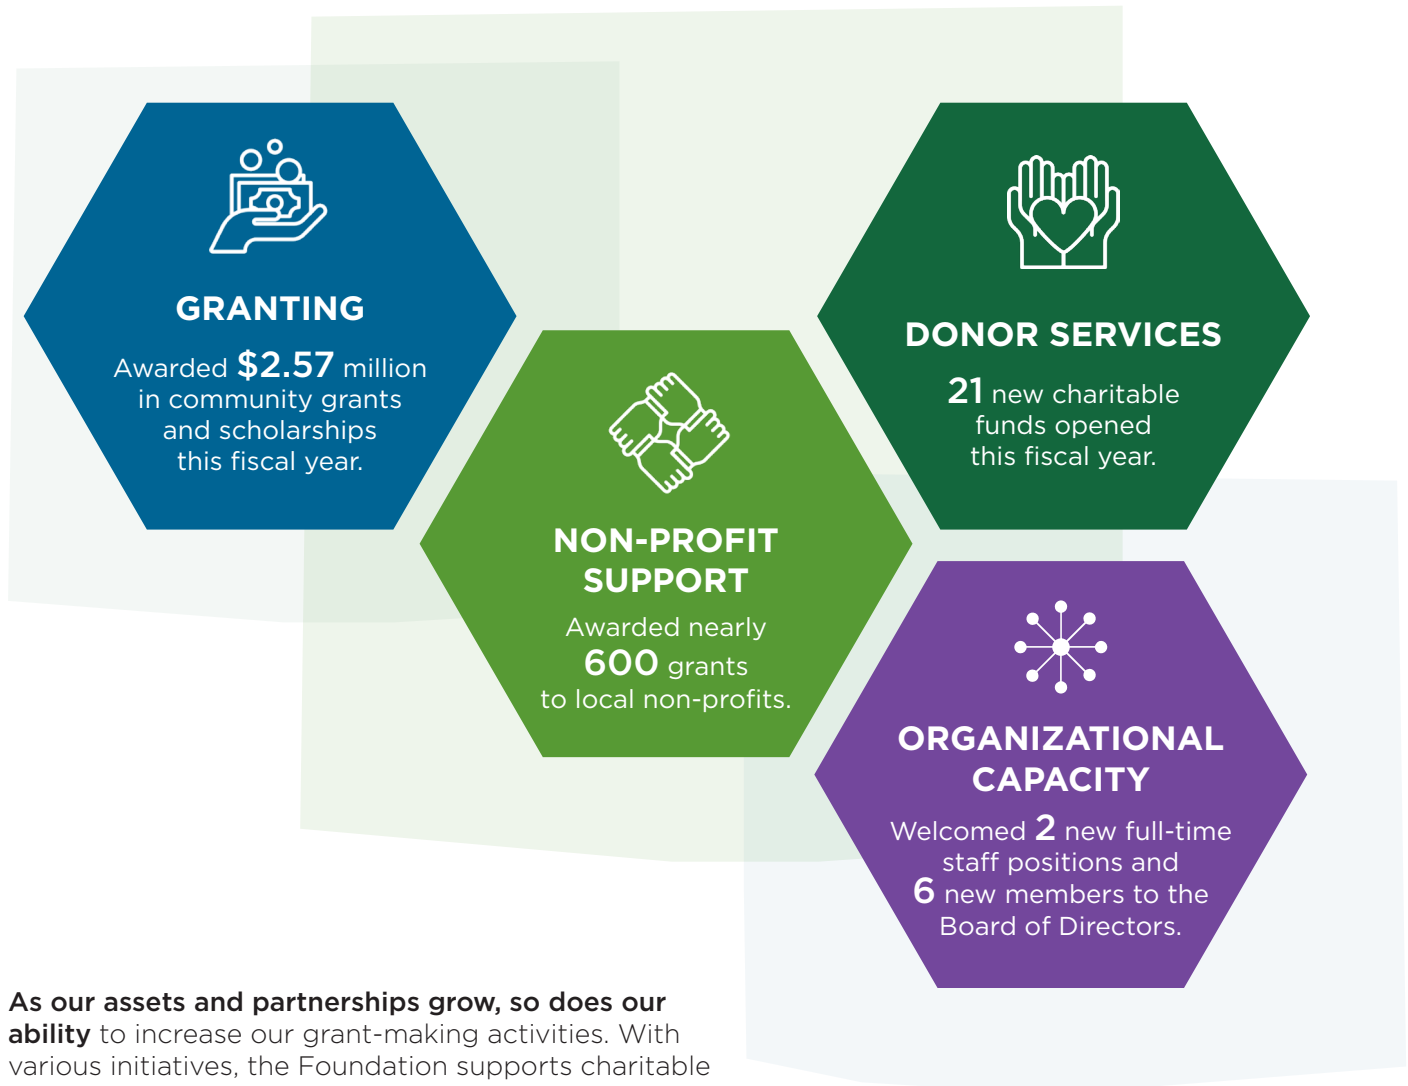 GRANTING
Awarded $2.57 million
in community grants
and scholarships
this fiscal year.
DONOR SERVICES
21 new charitable
funds opened
this fiscal year.
NON-PROFIT
SUPPORT
Awarded nearly
600 grants
to local non-profits.
ORGANIZATIONAL
CAPACITY
Welcomed 2 new full-time
staff positions and
6 new members to the
Board of Directors.
As our assets and partnerships grow, so does our
ability to increase our grant-making activities. With
various initiatives, the Foundation supports charitable